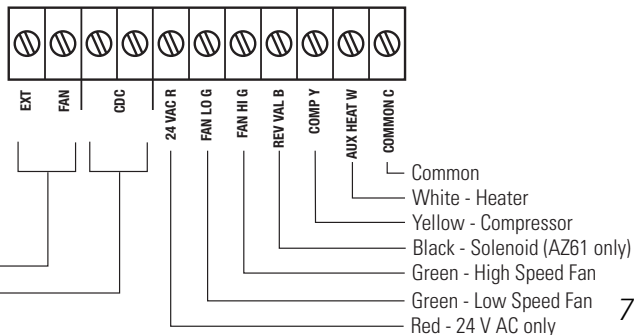 EXT
FAN
CDC
24 VAC R
FAN LO G
FAN HI G
REV VAL B
COMP Y
AUX HEAT W
COMMON C
Common
White - Heater
Yellow - Compressor
Black - Solenoid (AZ61 only)
Green - High Speed Fan
Green - Low Speed Fan
Red - 24 V AC only
7